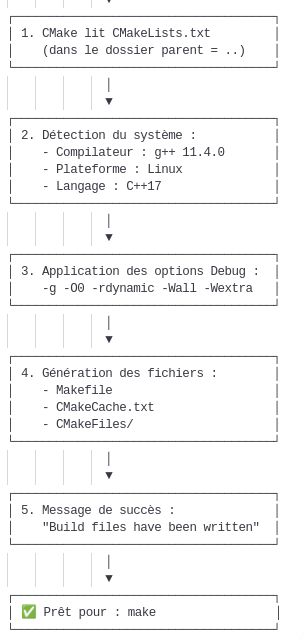 1. CMake lit CMakeLists.txt
(dans le dossier parent = ..)
2. Détection du système :
- Compilateur : g++ 11.4.0
- Plateforme : Linux
- Langage : C++17
3. Application des options Debug :
-g -O0 -rdynamic -Wall -Wextra
4. Génération des fichiers :
- Makefile
- CMakeCache.txt
- CMakeFiles/
5. Message de succès :
"Build files have been written"
✅ Prêt pour : make